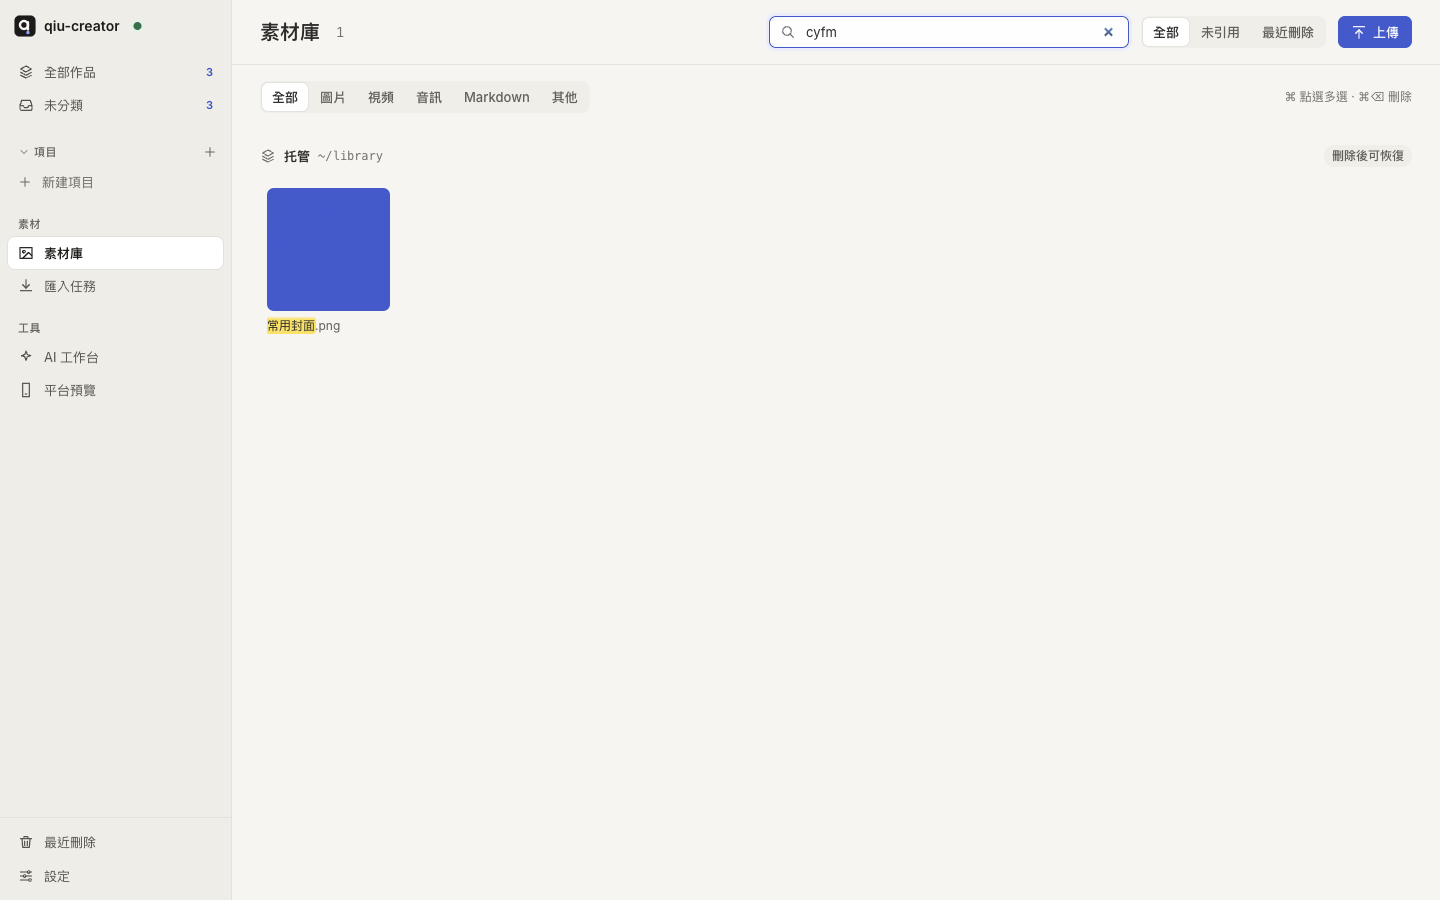 qiu-creator
全部作品 3
未分類 3
項目
新建項目
素材
素材庫
匯入任務
工具
AI 工作台
平台預覽
最近刪除
設定
素材庫 1
cyfm
全部 未引用 最近刪除
上傳
全部 圖片 視頻 音訊 Markdown 其他
⌘ 點選多選 · ⌘⌫ 刪除
托管 ~/library
刪除後可恢復
常用封面.png